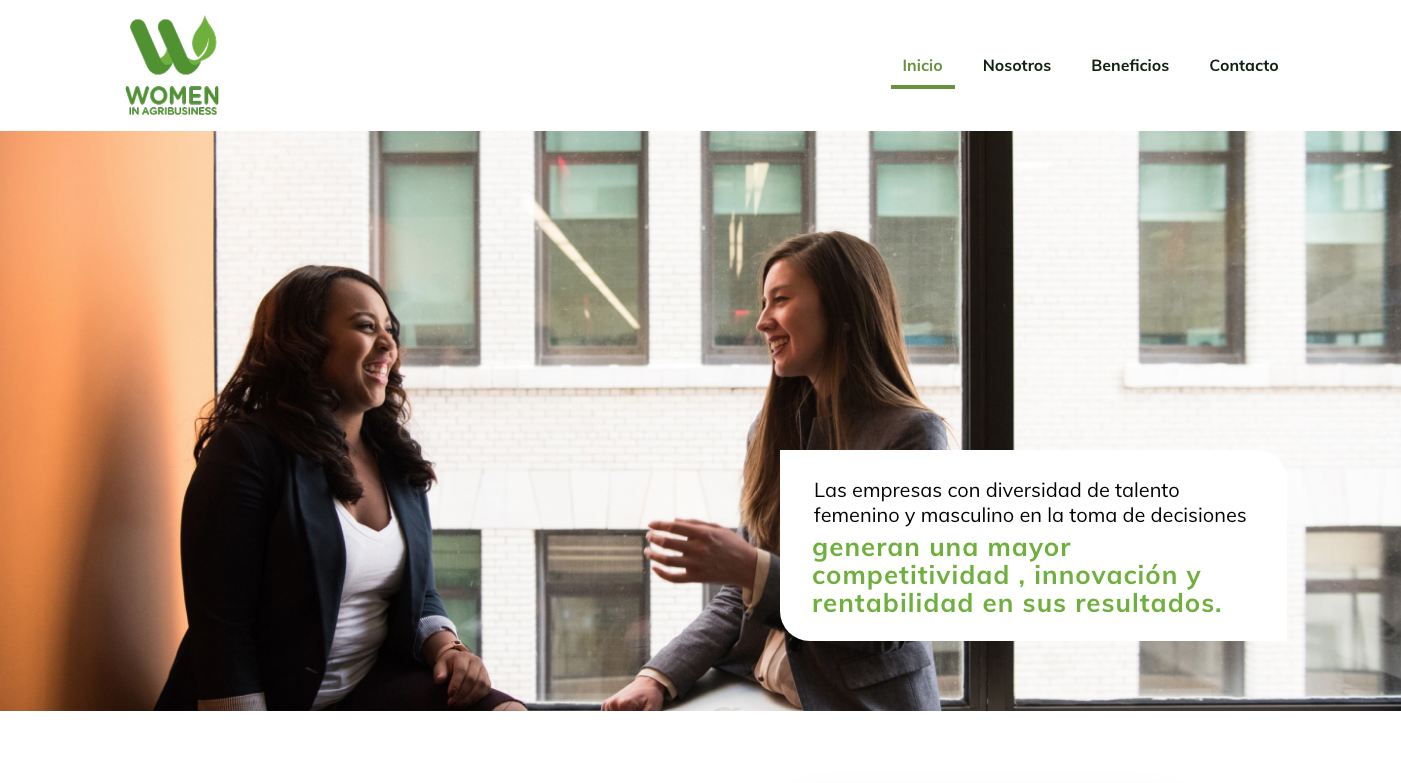 WOMEN
IN AGRIBUSINESS
Inicio Nosotros Beneficios Contacto
Las empresas con diversidad de talento
femenino y masculino en la toma de decisiones
generan una mayor
competitividad , innovación y
rentabilidad en sus resultados.